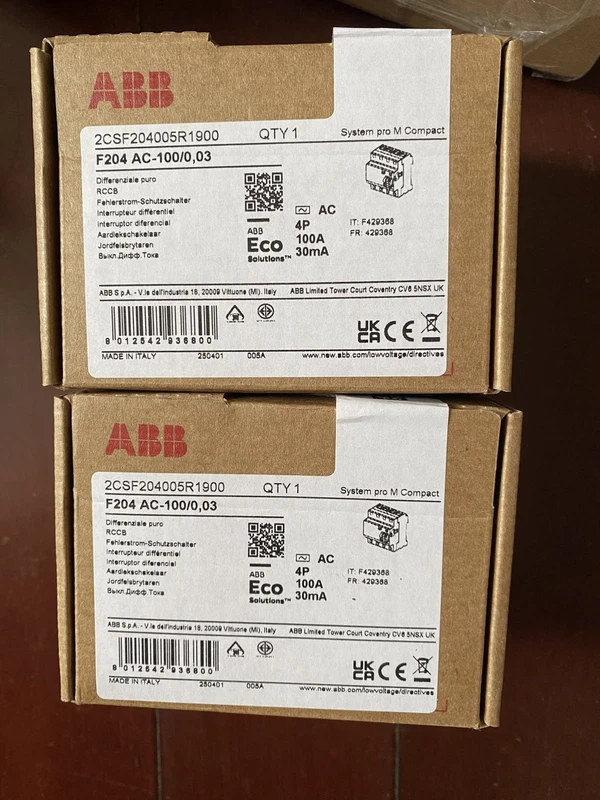 ABB
2CSF204005R1900 QTY 1 System pro M Compact
F204 AC-100/0,03
Differenziale puro
RCCB
Fehlerstrom-Schutzschalter
Interrupteur différentiel
Interruptor diferencial
Aardlekschakelaar
Jordfelsbrytaren
Выкл.Дифф.Тока
ABB
Eco
Solutions™
AC
4P
100A
30mA
IT: F429368
FR: 429368
ABB S.p.A. - V.le dell'industria 18, 20009 Vittuone (MI), Italy ABB Limited Tower Court Coventry CV6 5NSX UK
8 012542 936800
UK CA CE
MADE IN ITALY 250401 005A www.new.abb.com/lowvoltage/directives
ABB
2CSF204005R1900 QTY 1 System pro M Compact
F204 AC-100/0,03
Differenziale puro
RCCB
Fehlerstrom-Schutzschalter
Interrupteur différentiel
Interruptor diferencial
Aardlekschakelaar
Jordfelsbrytaren
Выкл.Дифф.Тока
ABB
Eco
Solutions™
AC
4P
100A
30mA
IT: F429368
FR: 429368
ABB S.p.A. - V.le dell'industria 18, 20009 Vittuone (MI), Italy ABB Limited Tower Court Coventry CV6 5NSX UK
8 012542 936800
UK CA CE
MADE IN ITALY 250401 005A www.new.abb.com/lowvoltage/directives